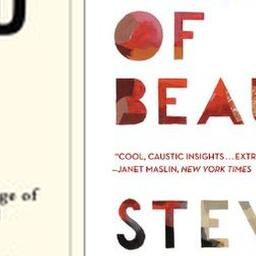 ge of
OF
BEAU
"COOL, CAUSTIC INSIGHTS...EXTR
–JANET MASLIN, NEW YORK TIMES
STEV